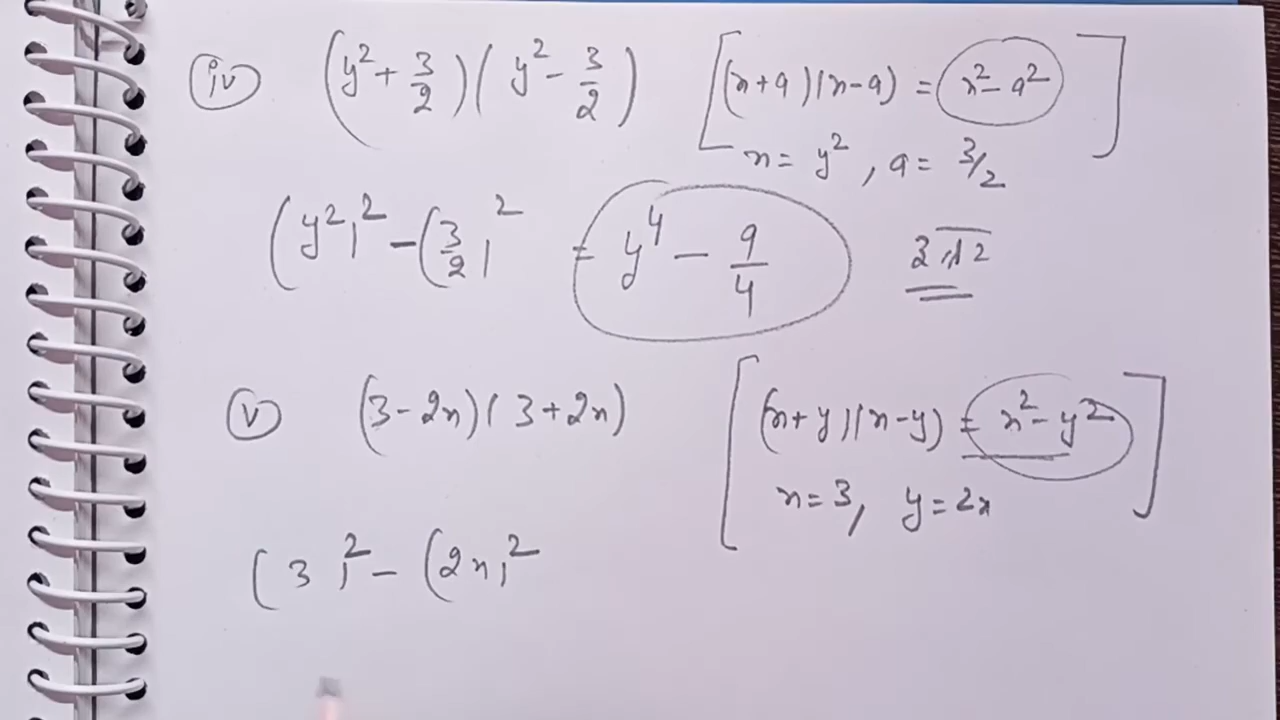 (iv) (y² + 3/2)(y² - 3/2) [(x+a)(x-a) = x² - a²]
x = y², a = 3/2
(y²)² - (3/2)² = y⁴ - 9/4
(v) (3-2x)(3+2x) [(x+y)(x-y) = x² - y²]
x = 3, y = 2x
(3)² - (2x)²